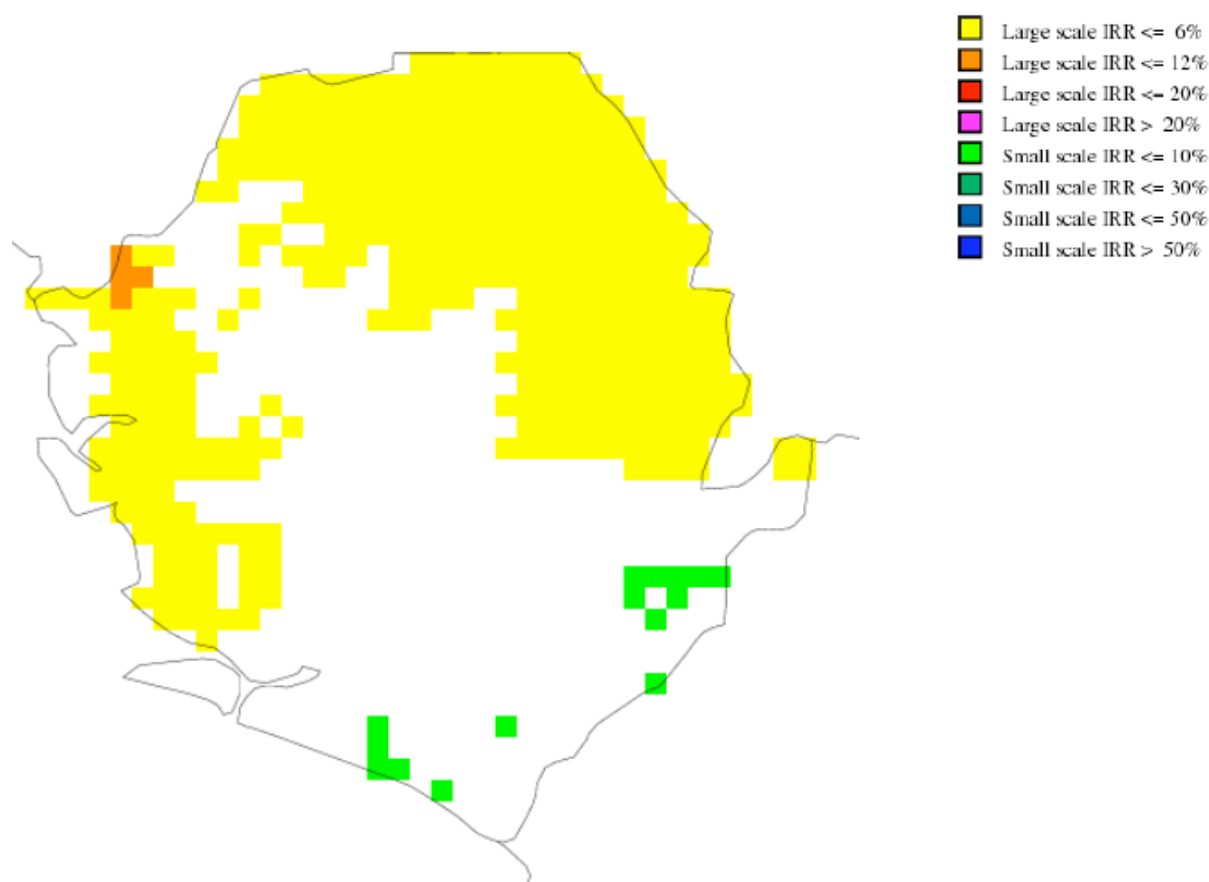 Large scale IRR <= 6%
Large scale IRR <= 12%
Large scale IRR <= 20%
Large scale IRR > 20%
Small scale IRR <= 10%
Small scale IRR <= 30%
Small scale IRR <= 50%
Small scale IRR > 50%